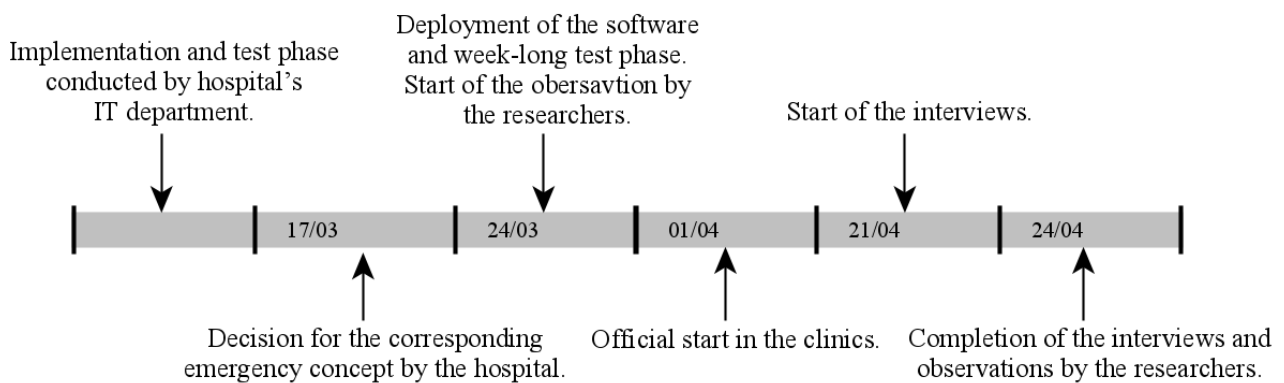 Implementation and test phase
conducted by hospital's
IT department.
Deployment of the software
and week-long test phase.
Start of the obersavtion by
the researchers.
Start of the interviews.
17/03
24/03
01/04
21/04
24/04
Decision for the corresponding
emergency concept by the hospital.
Official start in the clinics.
Completion of the interviews and
observations by the researchers.